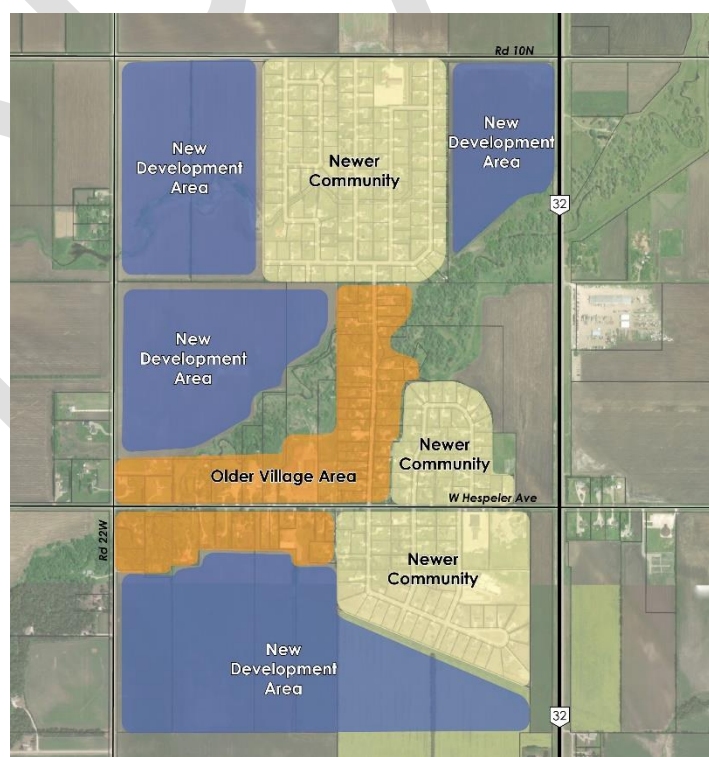 Rd 10N
New
Development
Area
Newer
Community
New
Development
Area
32
New
Development
Area
Newer
Community
Older Village Area
W Hespeler Ave
Rd 22W
Newer
Community
New
Development
Area
32